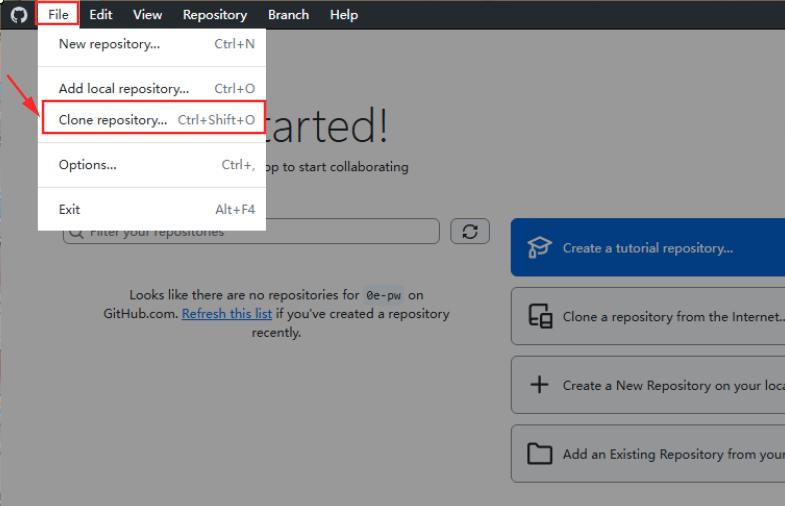 File Edit View Repository Branch Help
New repository... Ctrl+N
Add local repository... Ctrl+O
Clone repository... Ctrl+Shift+O
Options... Ctrl+,
Exit Alt+F4
tarted!
op to start collaborating
Filter your repositories
Looks like there are no repositories for 0e-pw on
GitHub.com. Refresh this list if you've created a repository
recently.
Create a tutorial repository...
Clone a repository from the Internet..
Create a New Repository on your loca
Add an Existing Repository from your